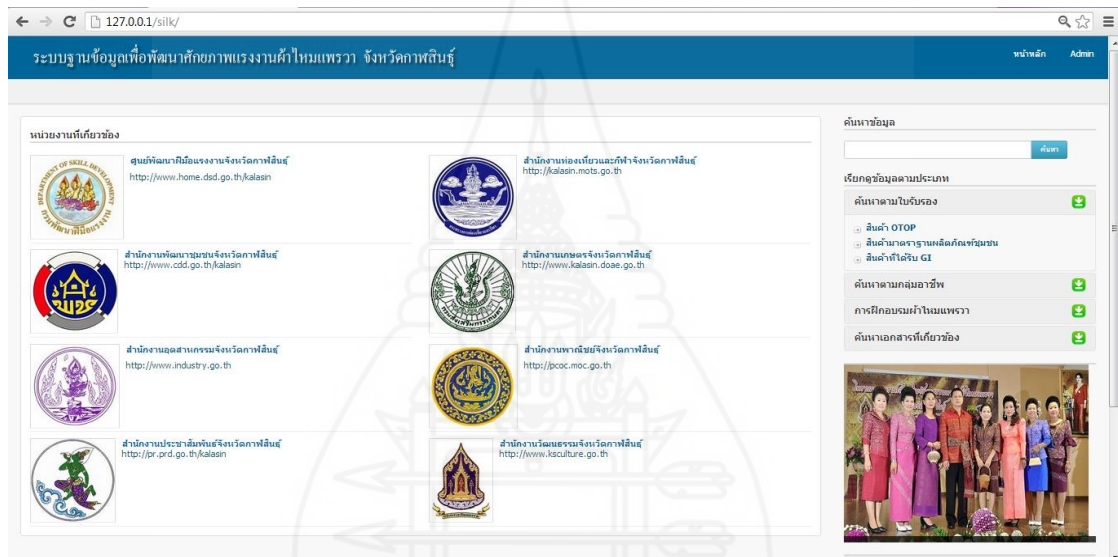 127.0.0.1/silk/
ระบบฐานข้อมูลเพื่อพัฒนาศักยภาพแรงงานผ้าไหมแพรวา จังหวัดกาฬสินธุ์
หน้าหลัก Admin
หน่วยงานที่เกี่ยวข้อง
ศูนย์พัฒนาฝีมือแรงงานจังหวัดกาฬสินธุ์
http://www.home.dsd.go.th/kalasin
สำนักงานท่องเที่ยวและกีฬาจังหวัดกาฬสินธุ์
http://kalasin.mots.go.th
สำนักงานพัฒนาชุมชนจังหวัดกาฬสินธุ์
http://www.cdd.go.th/kalasin
สำนักงานเกษตรจังหวัดกาฬสินธุ์
http://www.kalasin.doae.go.th
สำนักงานอุตสาหกรรมจังหวัดกาฬสินธุ์
http://www.industry.go.th
สำนักงานพาณิชย์จังหวัดกาฬสินธุ์
http://pcoc.moc.go.th
สำนักงานประชาสัมพันธ์จังหวัดกาฬสินธุ์
http://pr.prd.go.th/kalasin
สำนักงานวัฒนธรรมจังหวัดกาฬสินธุ์
http://www.ksculture.go.th
ค้นหาข้อมูล
ค้นหา
เรียกดูข้อมูลตามประเภท
ค้นหาตามใบรับรอง
สินค้า OTOP
สินค้ามาตราฐานผลิตภัณฑ์ชุมชน
สินค้าที่ได้รับ GI
ค้นหาตามกลุ่มอาชีพ
การฝึกอบรมผ้าไหมแพรวา
ค้นหาเอกสารที่เกี่ยวข้อง